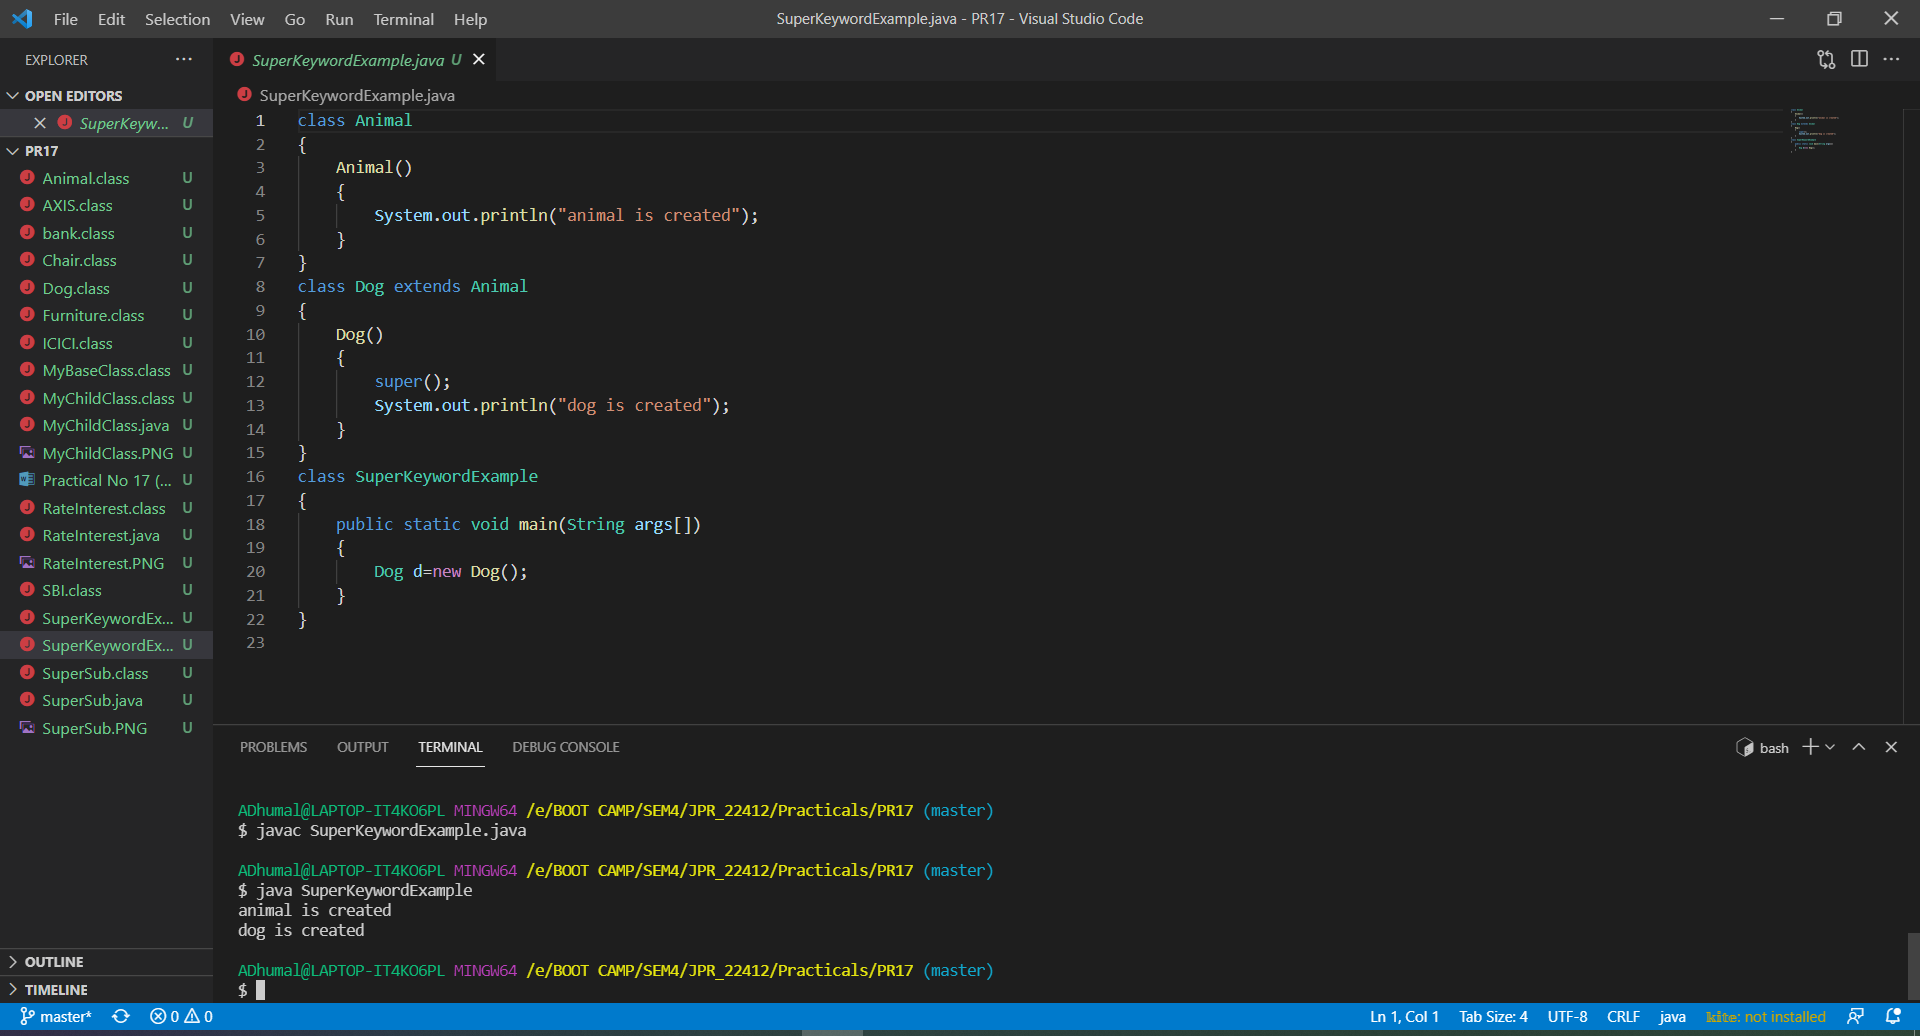 File Edit Selection View Go Run Terminal Help
SuperKeywordExample.java - PR17 - Visual Studio Code
EXPLORER
OPEN EDITORS
SuperKeyw... U
PR17
Animal.class U
AXIS.class U
bank.class U
Chair.class U
Dog.class U
Furniture.class U
ICICI.class U
MyBaseClass.class U
MyChildClass.class U
MyChildClass.java U
MyChildClass.PNG U
Practical No 17 (... U
RateInterest.class U
RateInterest.java U
RateInterest.PNG U
SBI.class U
SuperKeywordEx... U
SuperKeywordEx... U
SuperSub.class U
SuperSub.java U
SuperSub.PNG U
OUTLINE
TIMELINE
SuperKeywordExample.java U
SuperKeywordExample.java
1 class Animal
2 {
3 Animal()
4 {
5 System.out.println("animal is created");
6 }
7 }
8 class Dog extends Animal
9 {
10 Dog()
11 {
12 super();
13 System.out.println("dog is created");
14 }
15 }
16 class SuperKeywordExample
17 {
18 public static void main(String args[])
19 {
20 Dog d=new Dog();
21 }
22 }
23
PROBLEMS OUTPUT TERMINAL DEBUG CONSOLE
bash
ADhumal@LAPTOP-IT4KO6PL MINGW64 /e/BOOT CAMP/SEM4/JPR_22412/Practicals/PR17 (master)
$ javac SuperKeywordExample.java
ADhumal@LAPTOP-IT4KO6PL MINGW64 /e/BOOT CAMP/SEM4/JPR_22412/Practicals/PR17 (master)
$ java SuperKeywordExample
animal is created
dog is created
ADhumal@LAPTOP-IT4KO6PL MINGW64 /e/BOOT CAMP/SEM4/JPR_22412/Practicals/PR17 (master)
$
master* 0 0
Ln 1, Col 1 Tab Size: 4 UTF-8 CRLF java kite: not installed